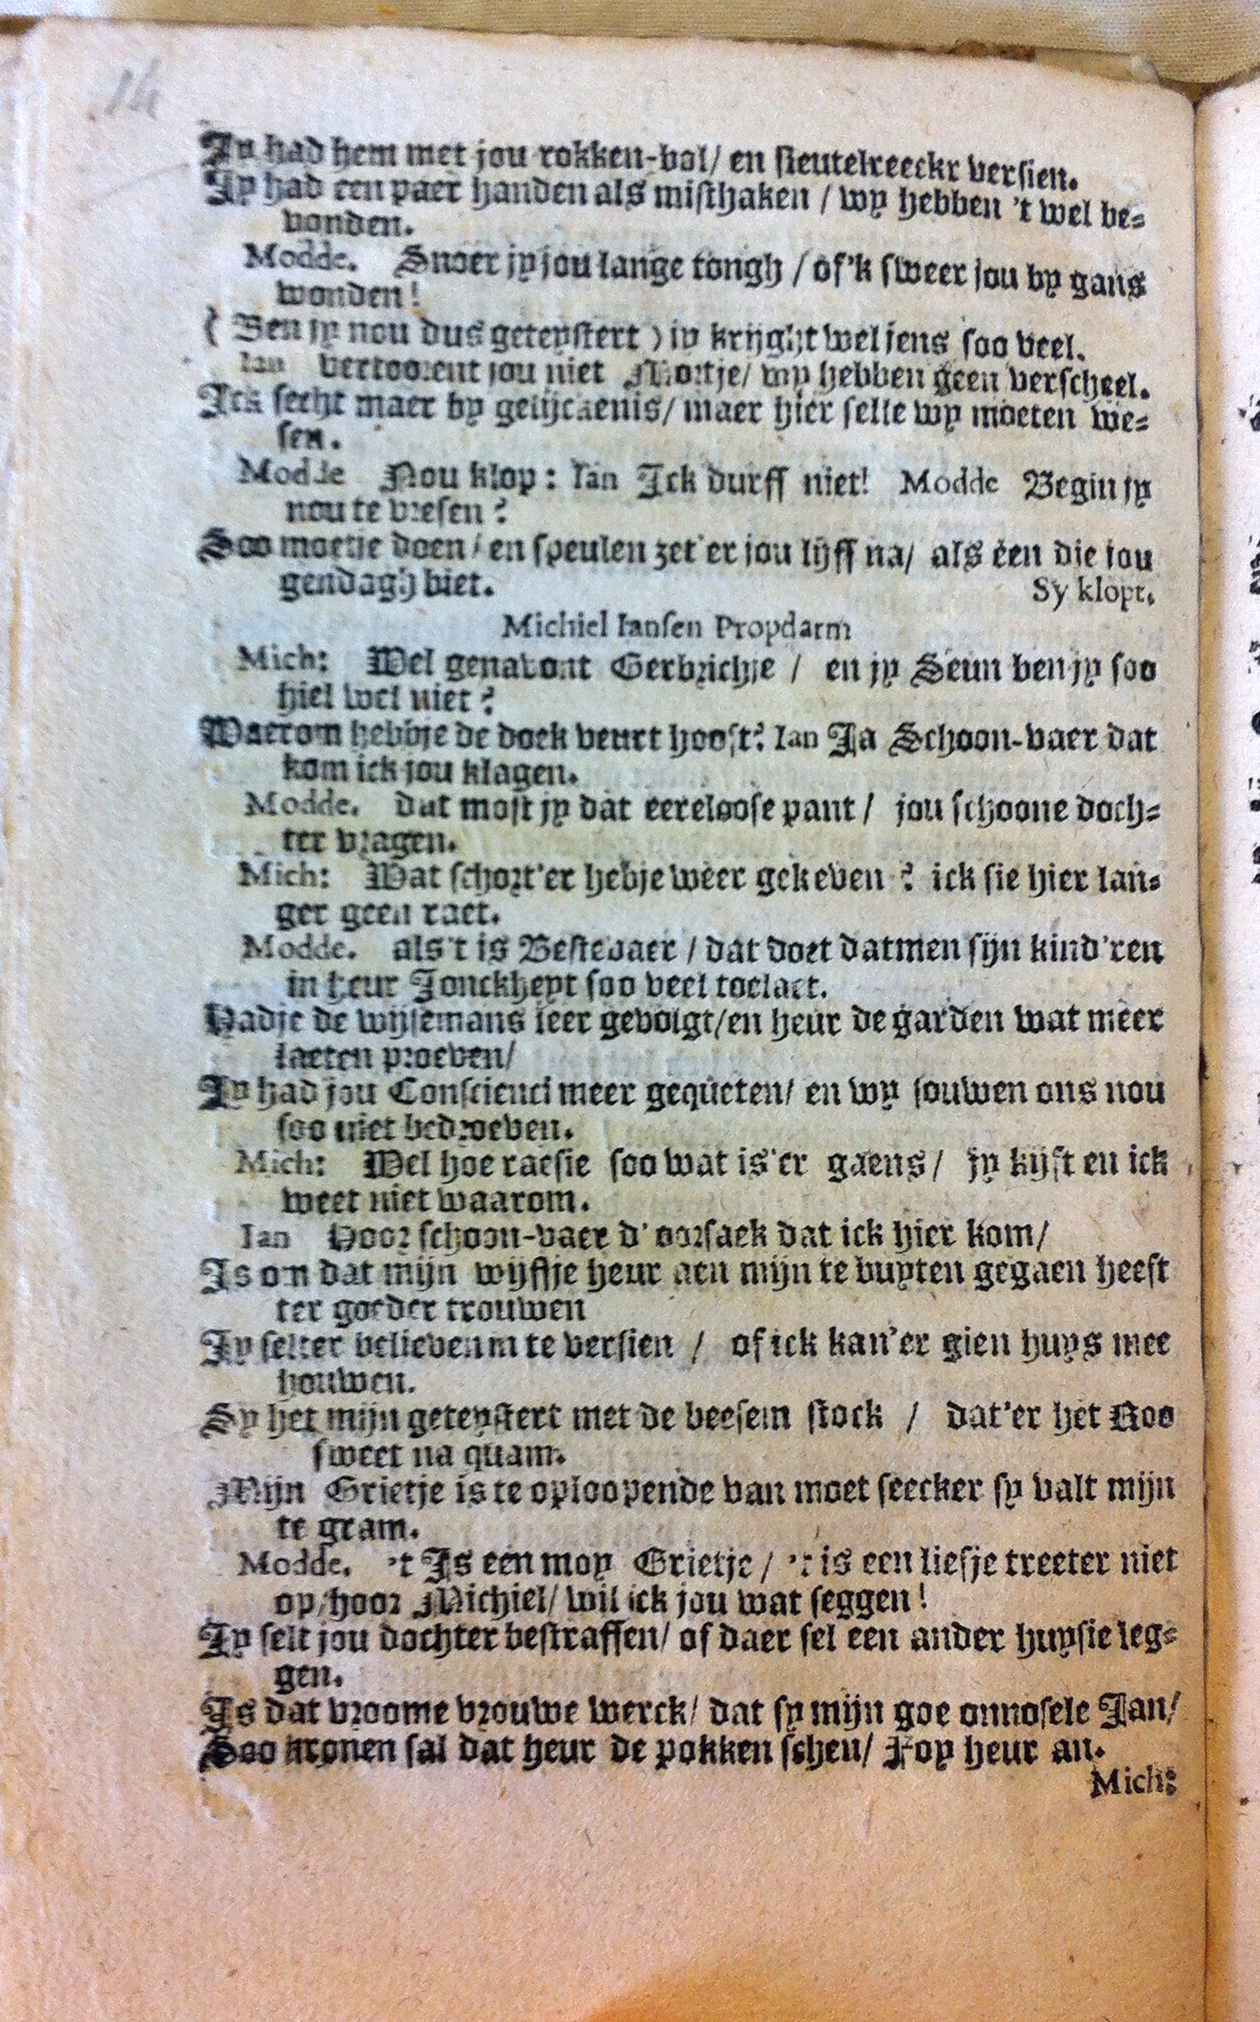 14
Jy had hem met jou rokken-bol/ en sleutelreeckr versien.
Jy had een paer handen als misthaken / wy hebben 't wel be-
vonden.
Modde. Snoer jy jou lange tongh / of 'k sweer jou by gans
wonden!
( Ben jy nou dus geteystert ) jy krijght wel jens soo veel.
Ian vertoorent jou niet Mortje/ wy hebben geen verscheel.
Ick secht maer by gelijckenis/ maer hier selle wy moeten we-
sen.
Modde Nou klop: Ian Ick durff niet! Modde Begin jy
nou te vresen?
Soo moetje doen/ en speulen zet'er jou lijff na/ als een die jou
gendagh biet. Sy klopt.
Michiel Iansen Propdarm
Mich: Wel genavont Gerbrichje / en jy Seun ben jy soo
hiel wel niet?
Waerom hebbje de doek veurt hooft? Ian Ja Schoon-vaer dat
kom ick jou klagen.
Modde. dat most jy dat eereloose pant / jou schoone doch-
ter vragen.
Mich: Wat schort'er hebje weer gekeven? ick sie hier lan-
ger geen raet.
Modde. als 't is Bestevaer / dat doet datmen sijn kind'ren
in heur Jonckheyt soo veel toelaet.
Hadje de wijsemans leer gevolgt/en heur de garden wat meer
laeten proeven/
Jy had jou Conscienci meer gequeten/ en wy souwen ons nou
soo niet bedroeven.
Mich: Wel hoe raesie soo wat is'er gaens/ jy kijft en ick
weet niet waarom.
Ian Hoor schoon-vaer d'oorsaek dat ick hier kom/
Is om dat mijn wijfje heur aen mijn te buyten gegaen heeft
ter goeder trouwen
Jy selter believen in te versien / of ick kan'er gien huys mee
houwen.
Sy het mijn geteystert met de beesem stock / dat'er het Roo
sweet na quam.
Mijn Grietje is te oploopende van moet seecker sy valt mijn
te gram.
Modde. 't Is een moy Grietje/ 't is een liefje treeter niet
op/hoor Michiel/ wil ick jou wat seggen!
Jy selt jou dochter bestraffen/ of daer sel een ander huysie leg-
gen.
Is dat vroome vrouwe werck/ dat sy mijn goe onnosele Jan/
Soo kronen sal dat heur de pokken schen/ Foy heur an.
Mich: